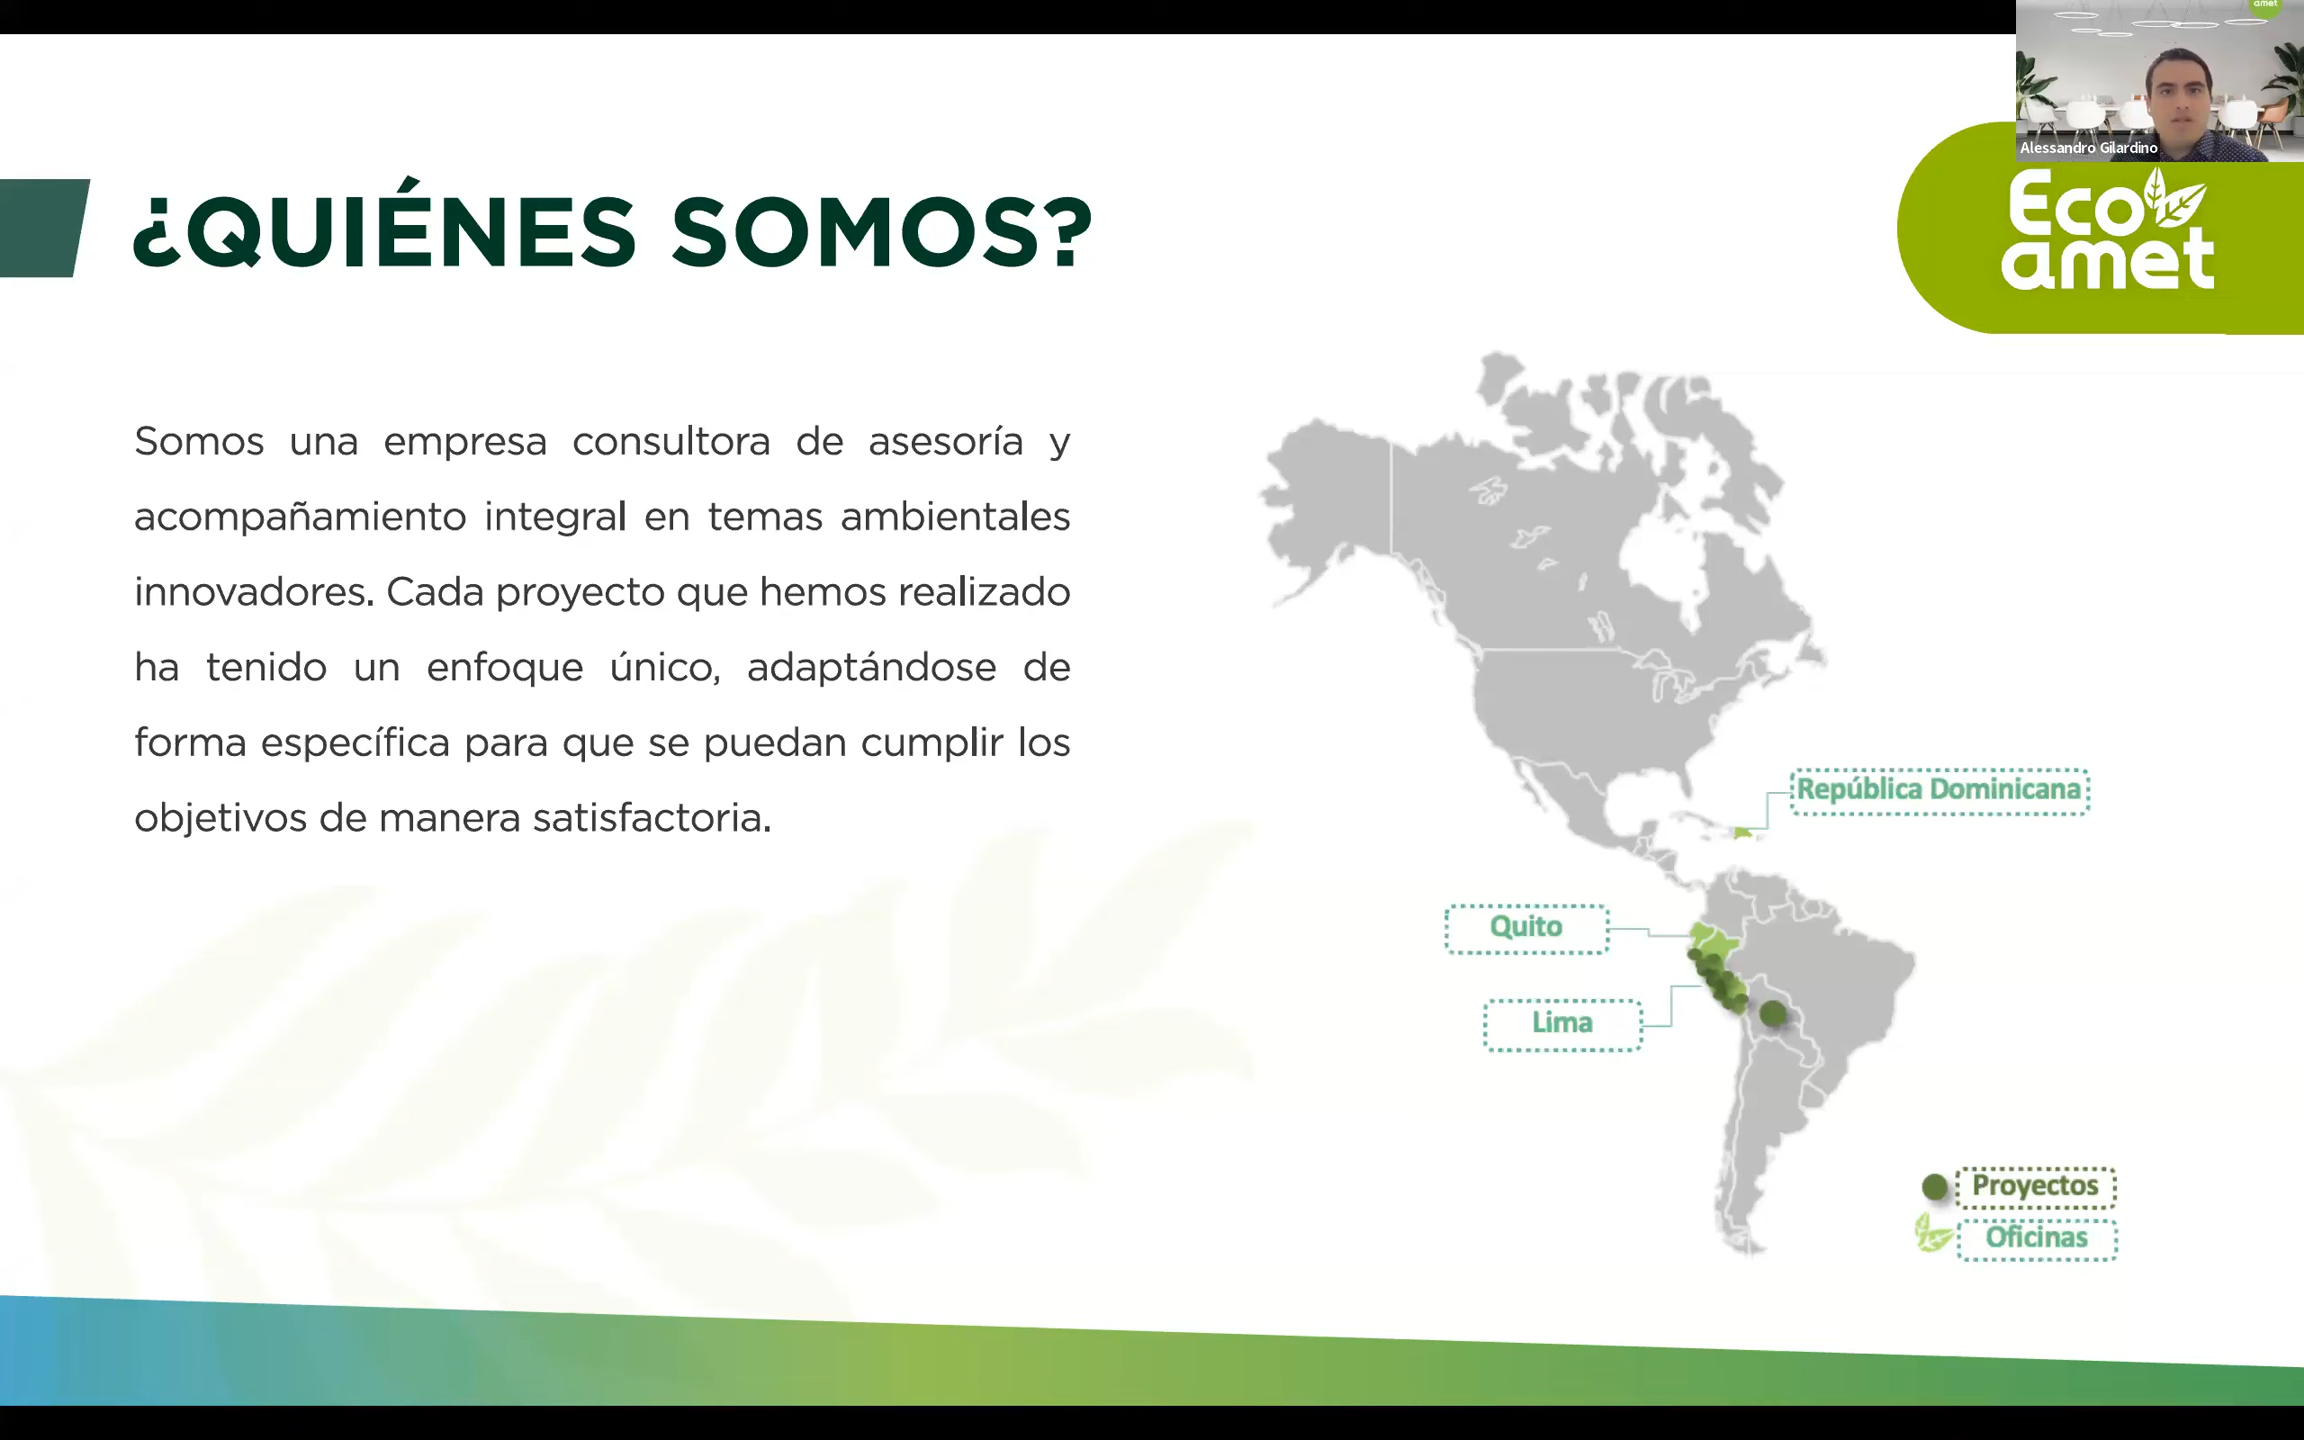 amet
Alessandro Gilardino
Eco
amet
¿QUIÉNES SOMOS?
Somos una empresa consultora de asesoría y
acompañamiento integral en temas ambientales
innovadores. Cada proyecto que hemos realizado
ha tenido un enfoque único, adaptándose de
forma específica para que se puedan cumplir los
objetivos de manera satisfactoria.
República Dominicana
Quito
Lima
Proyectos
Oficinas